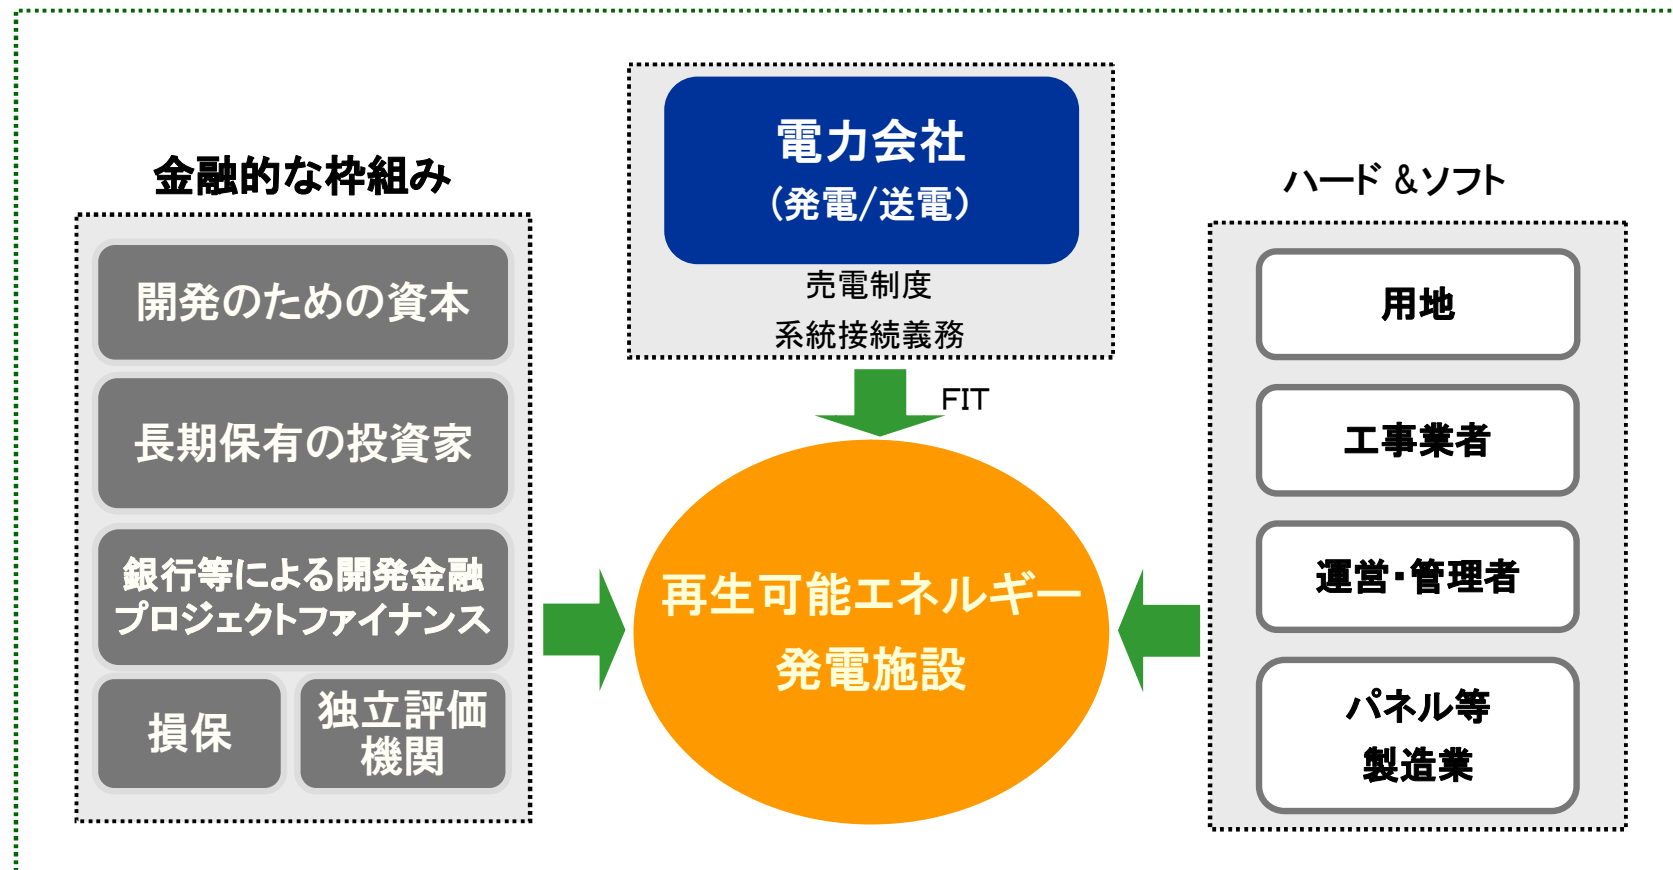 電力会社
(発電/送電)
売電制度
系統接続義務
FIT
金融的な枠組み
開発のための資本
長期保有の投資家
銀行等による開発金融
プロジェクトファイナンス
損保
独立評価
機関
再生可能エネルギー
発電施設
ハード &ソフト
用地
工事業者
運営・管理者
パネル等
製造業